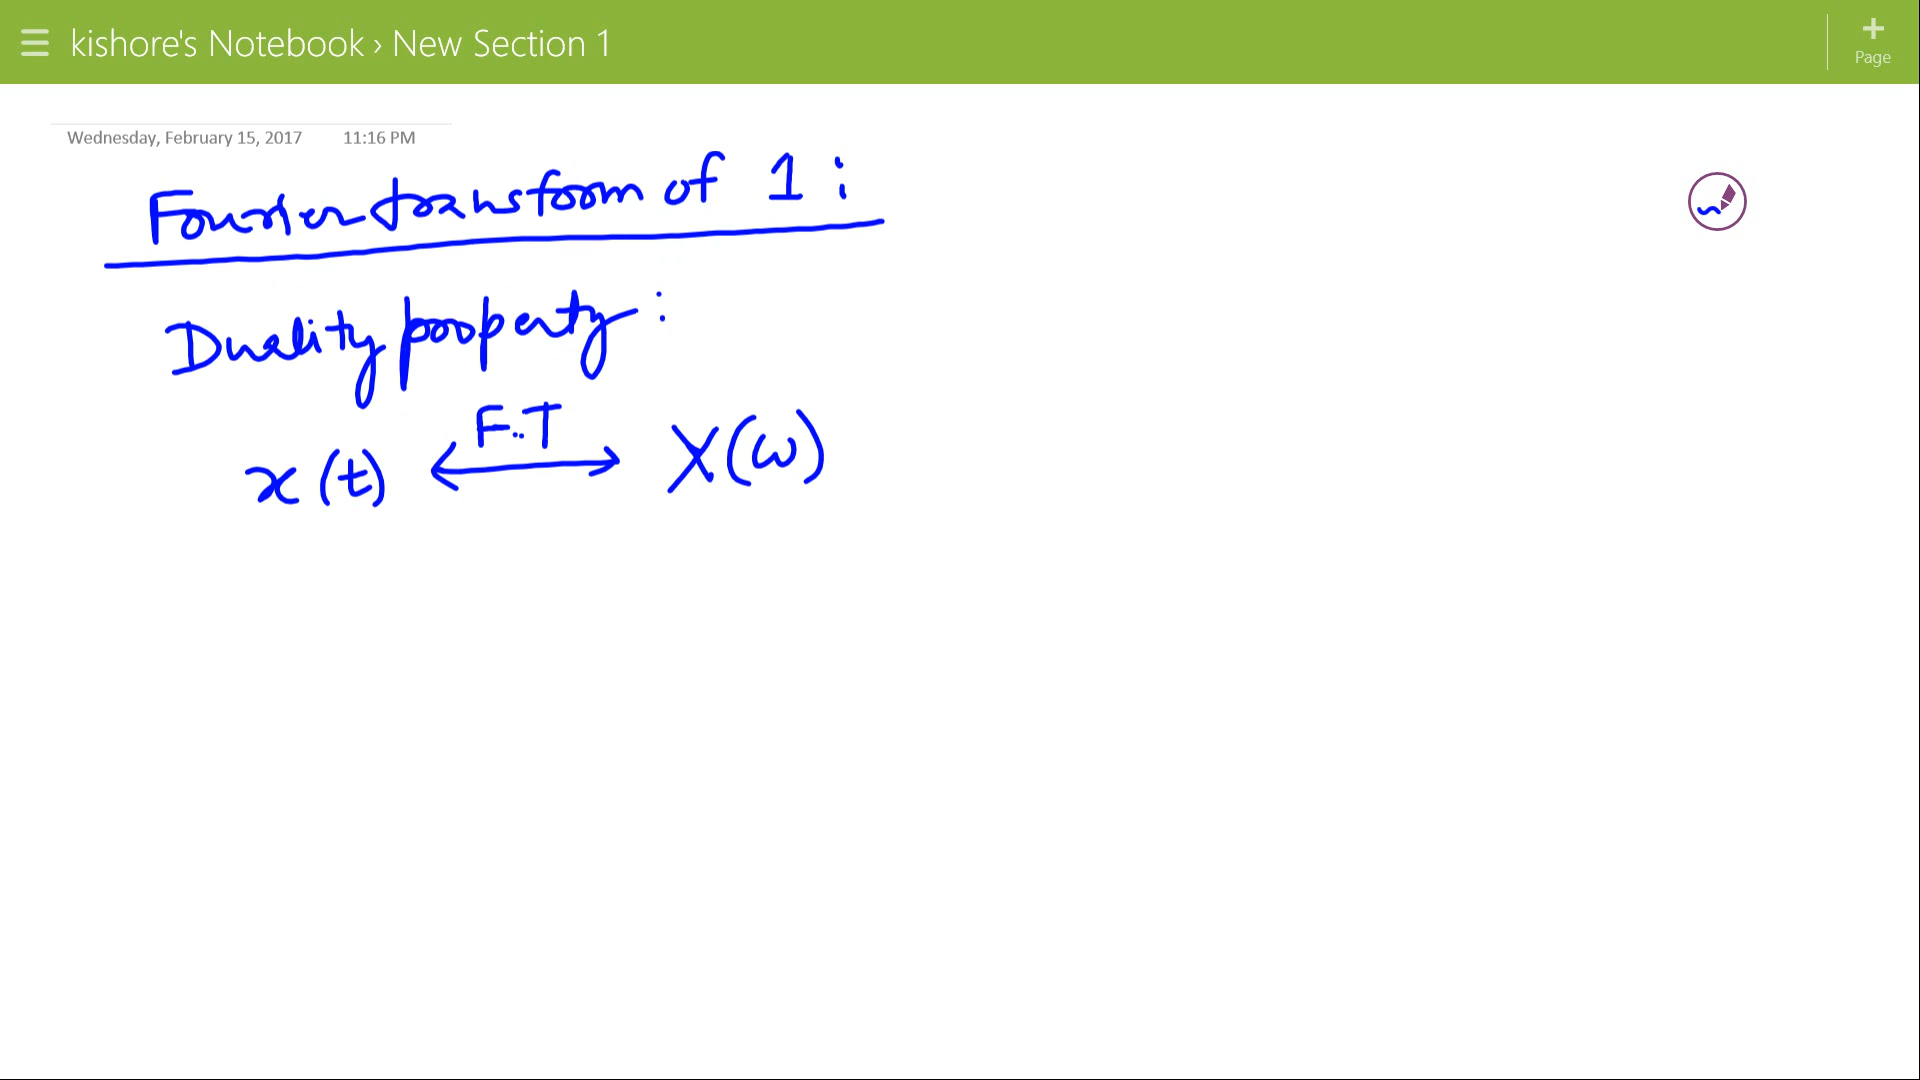 kishore's Notebook › New Section 1
Page
Wednesday, February 15, 2017 11:16 PM
Fourier transform of 1 :
Duality property :
F.T
x(t) ⟷ X(ω)